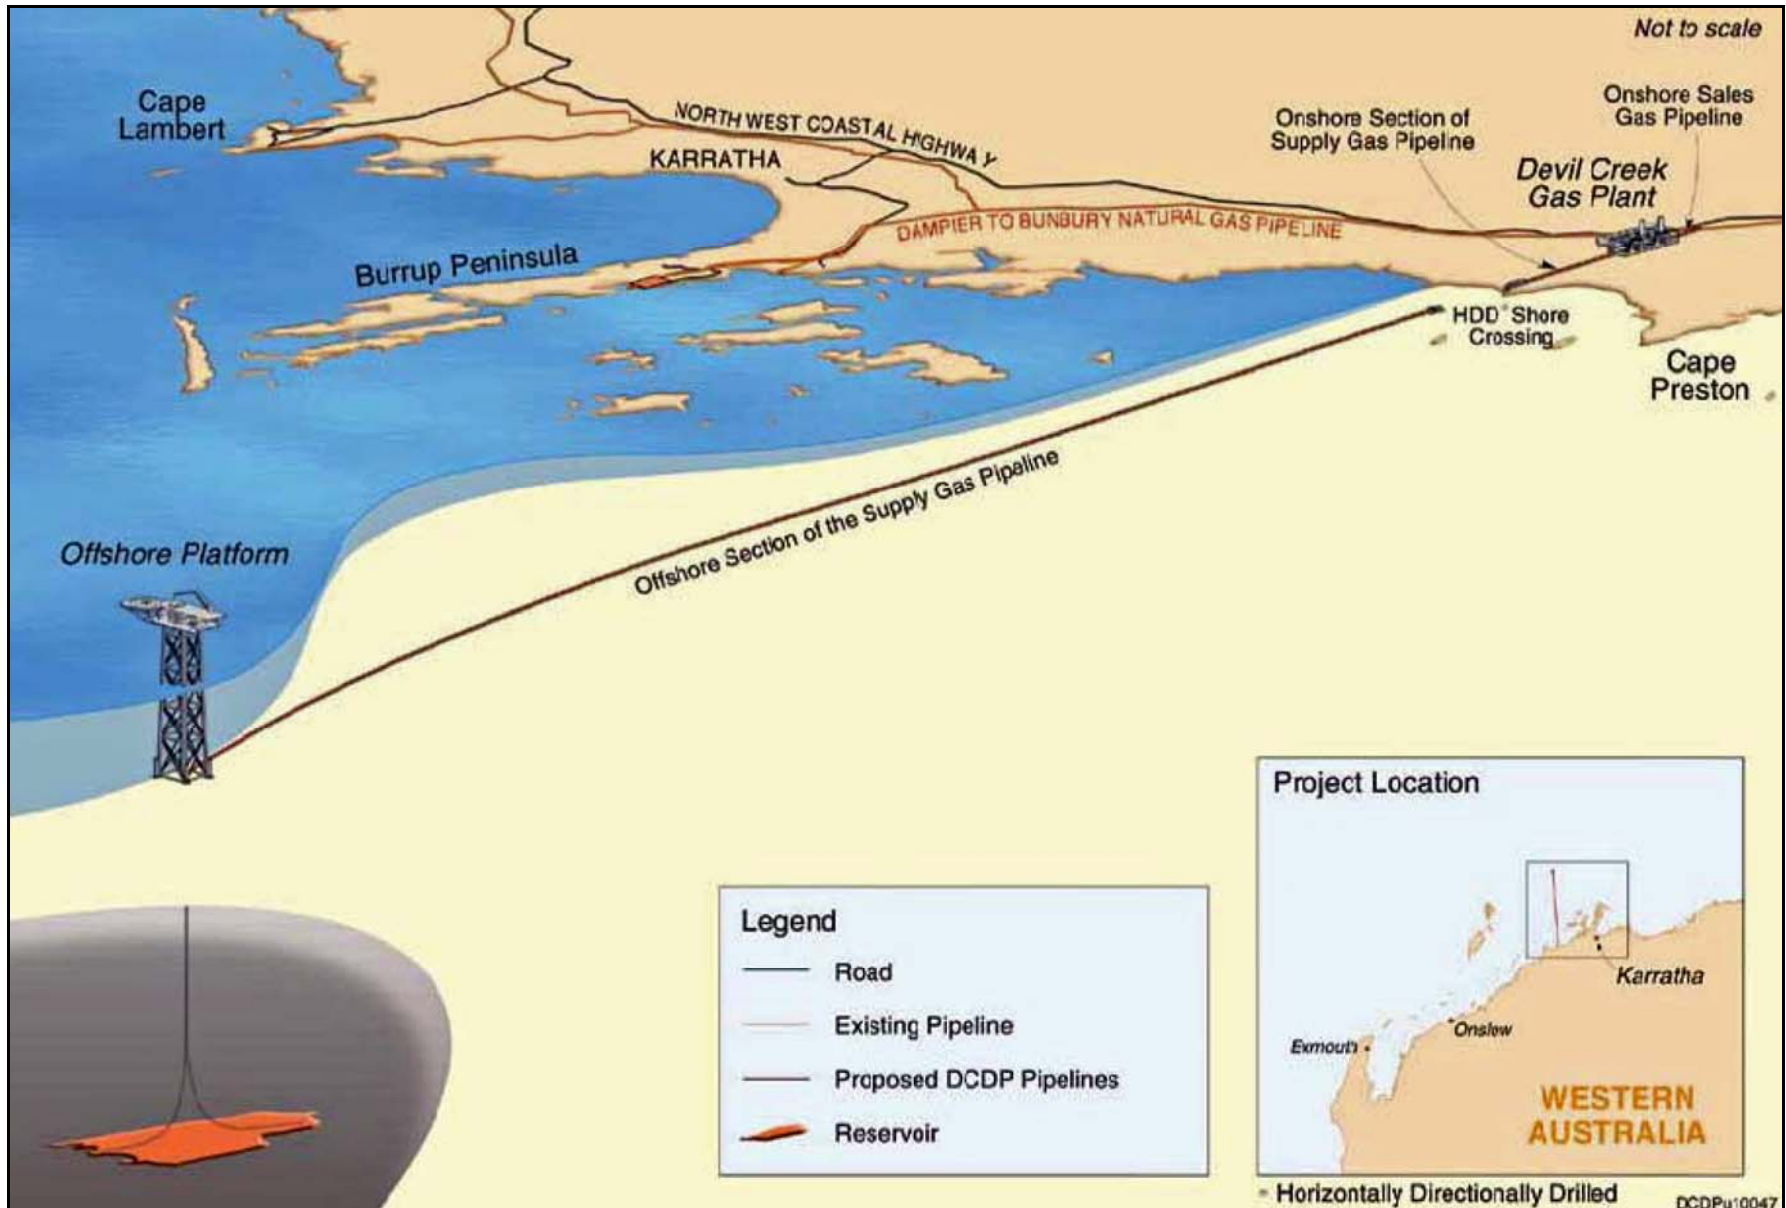 Not to scale
Cape
Lambert
NORTH WEST COASTAL HIGHWAY
KARRATHA
Onshore Section of
Supply Gas Pipeline
Onshore Sales
Gas Pipeline
Devil Creek
Gas Plant
DAMPIER TO BUNBURY NATURAL GAS PIPELINE
Burrup Peninsula
HDD* Shore
Crossing
Cape
Preston
Offshore Section of the Supply Gas Pipeline
Offshore Platform
Legend
Road
Existing Pipeline
Proposed DCDP Pipelines
Reservoir
Project Location
Karratha
Onslow
Exmouth
WESTERN
AUSTRALIA
* Horizontally Directionally Drilled
DCDPu10047